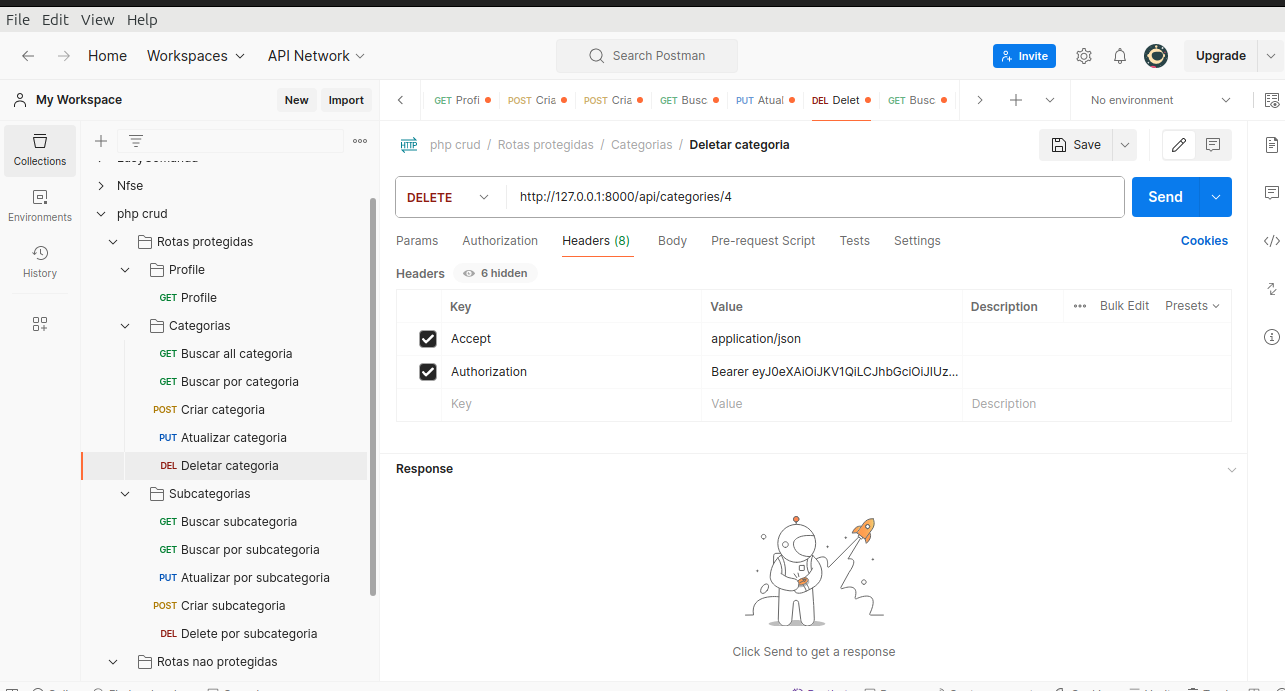 File Edit View Help
Home Workspaces API Network Search Postman Invite Upgrade
My Workspace New Import
GET Profi POST Cria POST Cria GET Busc PUT Atual DEL Delet GET Busc No environment
Collections
Environments
History
Nfse
php crud
Rotas protegidas
Profile
GET Profile
Categorias
GET Buscar all categoria
GET Buscar por categoria
POST Criar categoria
PUT Atualizar categoria
DEL Deletar categoria
Subcategorias
GET Buscar subcategoria
GET Buscar por subcategoria
PUT Atualizar por subcategoria
POST Criar subcategoria
DEL Delete por subcategoria
Rotas nao protegidas
HTTP php crud / Rotas protegidas / Categorias / Deletar categoria Save
DELETE http://127.0.0.1:8000/api/categories/4 Send
Params Authorization Headers (8) Body Pre-request Script Tests Settings Cookies
Headers 6 hidden
Key Value Description Bulk Edit Presets
Accept application/json
Authorization Bearer eyJ0eXAiOiJKV1QiLCJhbGciOiJIUz...
Key Value Description
Response
Click Send to get a response